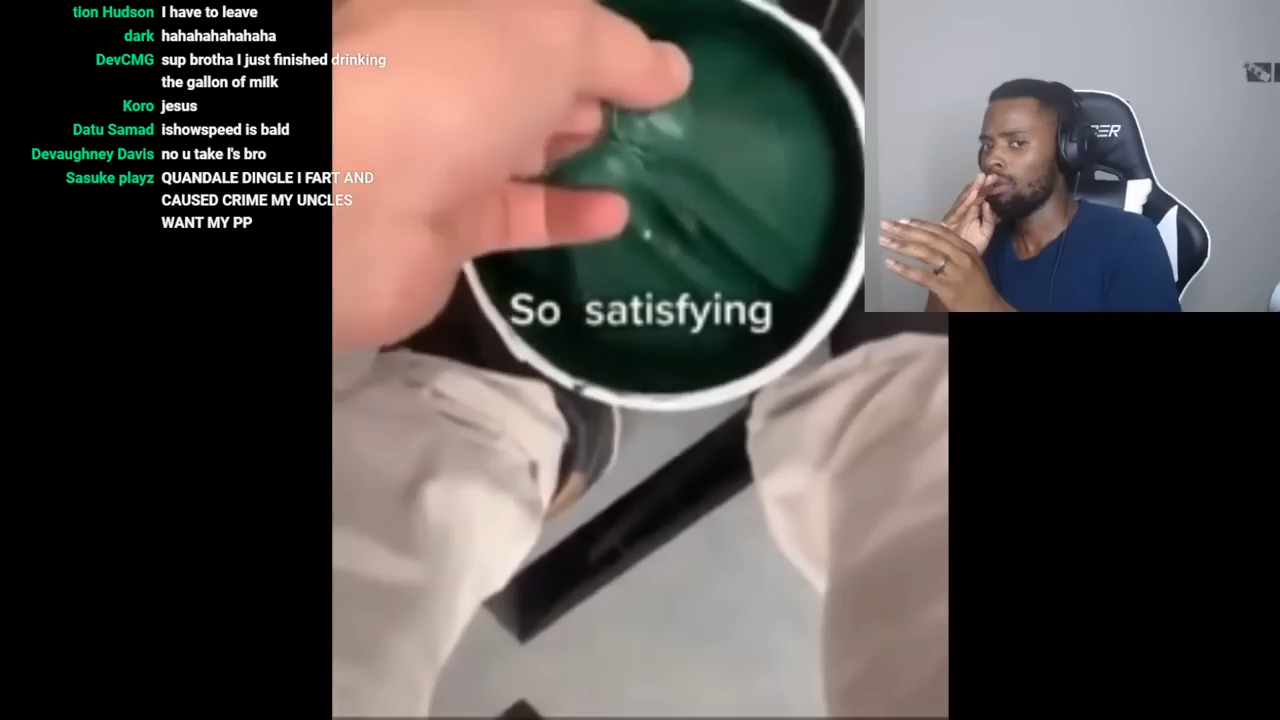 tion Hudson I have to leave
dark hahahahahahaha
DevCMG sup brotha I just finished drinking
the gallon of milk
Koro jesus
Datu Samad ishowspeed is bald
Devaughney Davis no u take l's bro
Sasuke playz QUANDALE DINGLE I FART AND
CAUSED CRIME MY UNCLES
WANT MY PP
So satisfying